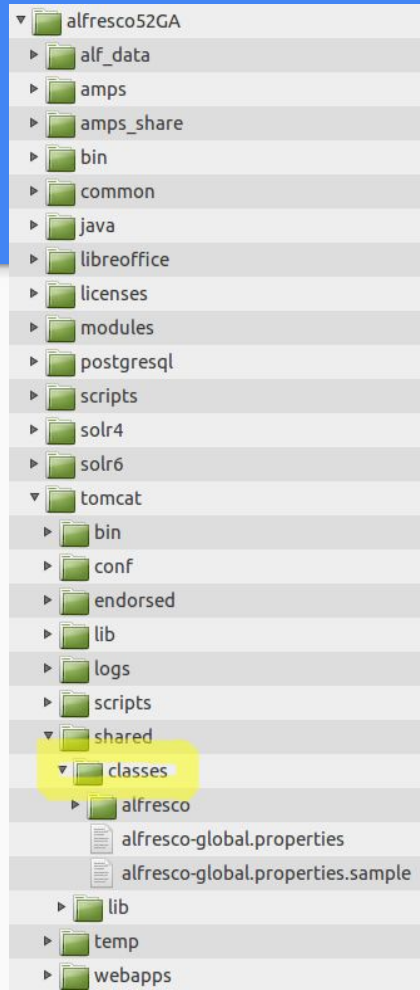 alfresco52GA
alf_data
amps
amps_share
bin
common
java
libreoffice
licenses
modules
postgresql
scripts
solr4
solr6
tomcat
bin
conf
endorsed
lib
logs
scripts
shared
classes
alfresco
alfresco-global.properties
alfresco-global.properties.sample
lib
temp
webapps